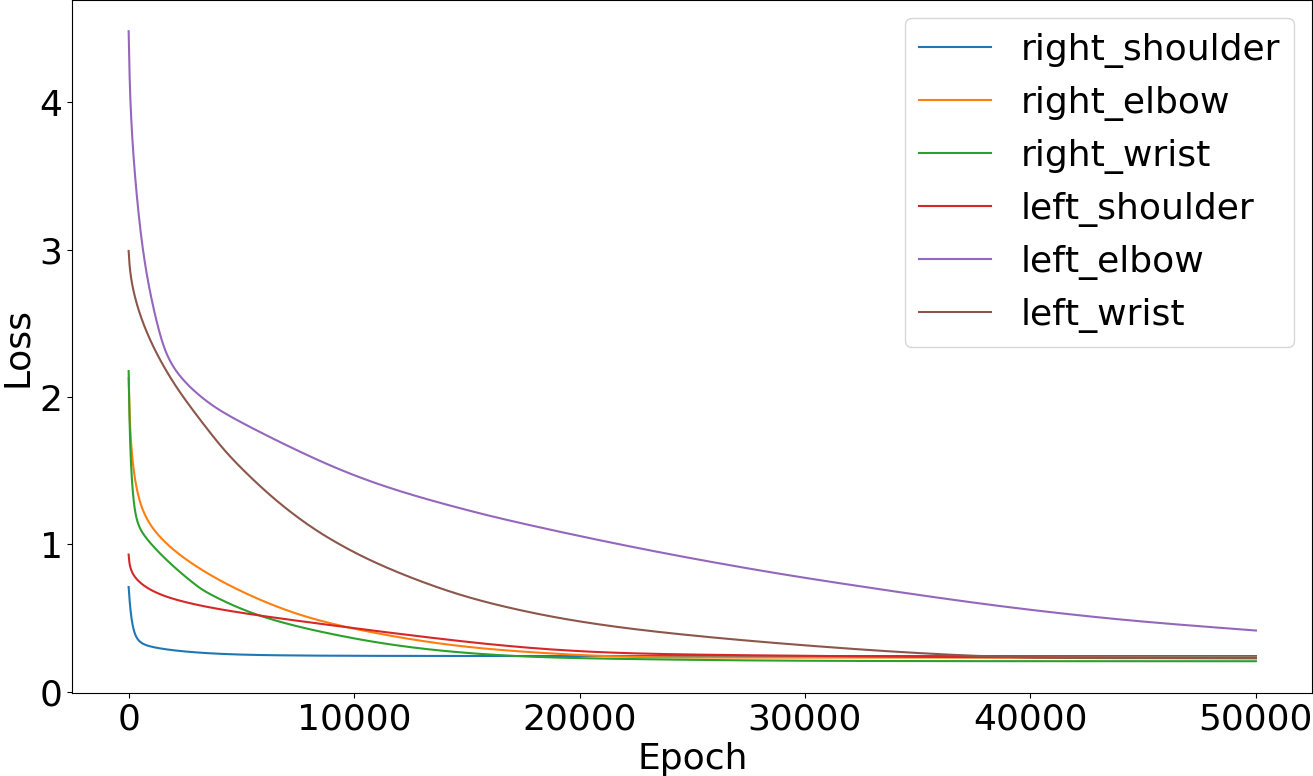 right_shoulder
right_elbow
right_wrist
left_shoulder
left_elbow
left_wrist
Loss
4
3
2
1
0
0 10000 20000 30000 40000 50000
Epoch